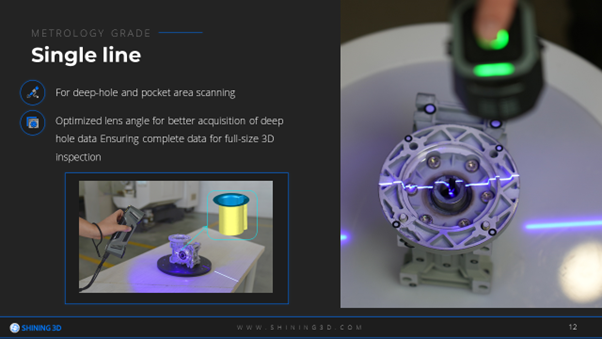 METROLOGY GRADE
Single line
For deep-hole and pocket area scanning
Optimized lens angle for better acquisition of deep
hole data Ensuring complete data for full-size 3D
inspection
SHINING 3D
WWW.SHINING3D.COM
12